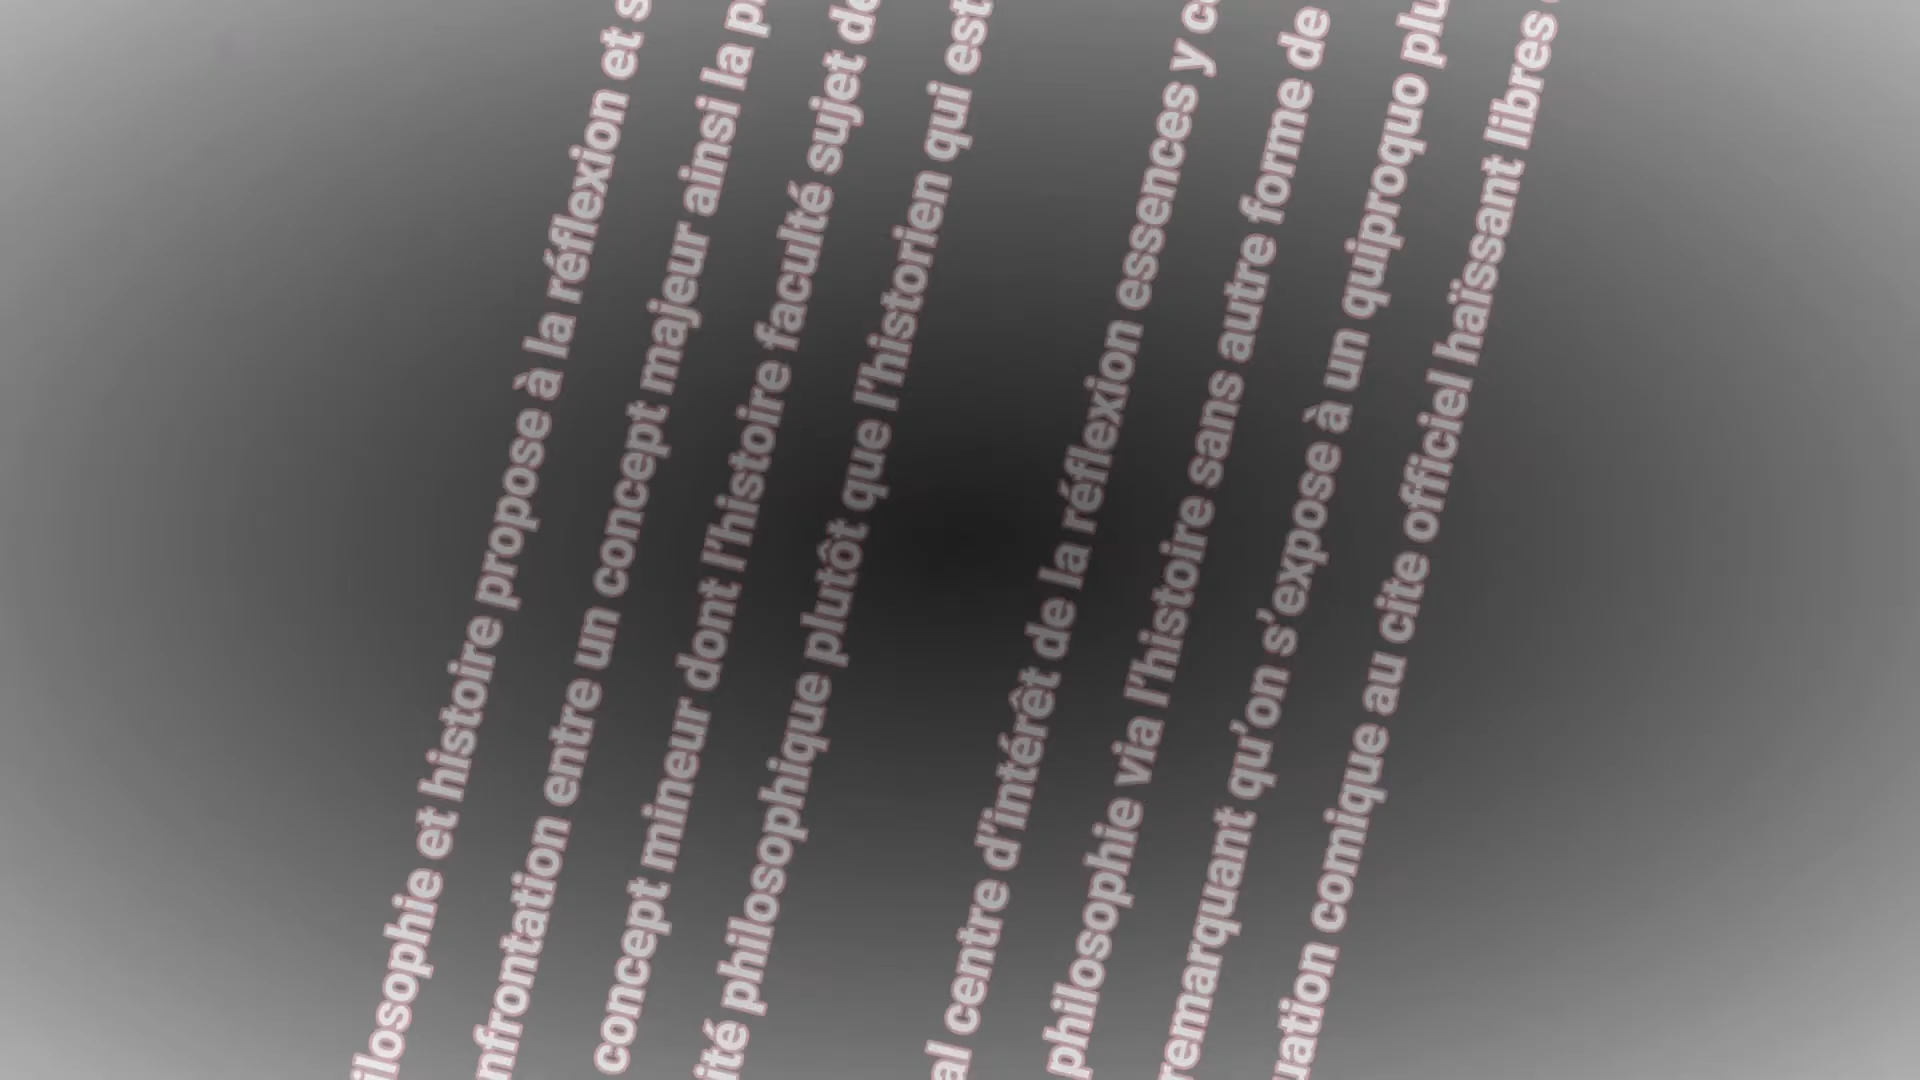 ilosophie et histoire propose à la réflexion et s
nfrontation entre un concept majeur ainsi la p
concept mineur dont l'histoire faculté sujet de
ité philosophique plutôt que l'historien qui est
al centre d'intérêt de la réflexion essences y c
philosophie via l'histoire sans autre forme de
remarquant qu'on s'expose à un quiproquo plu
uation comique au cite officiel haïssant libres